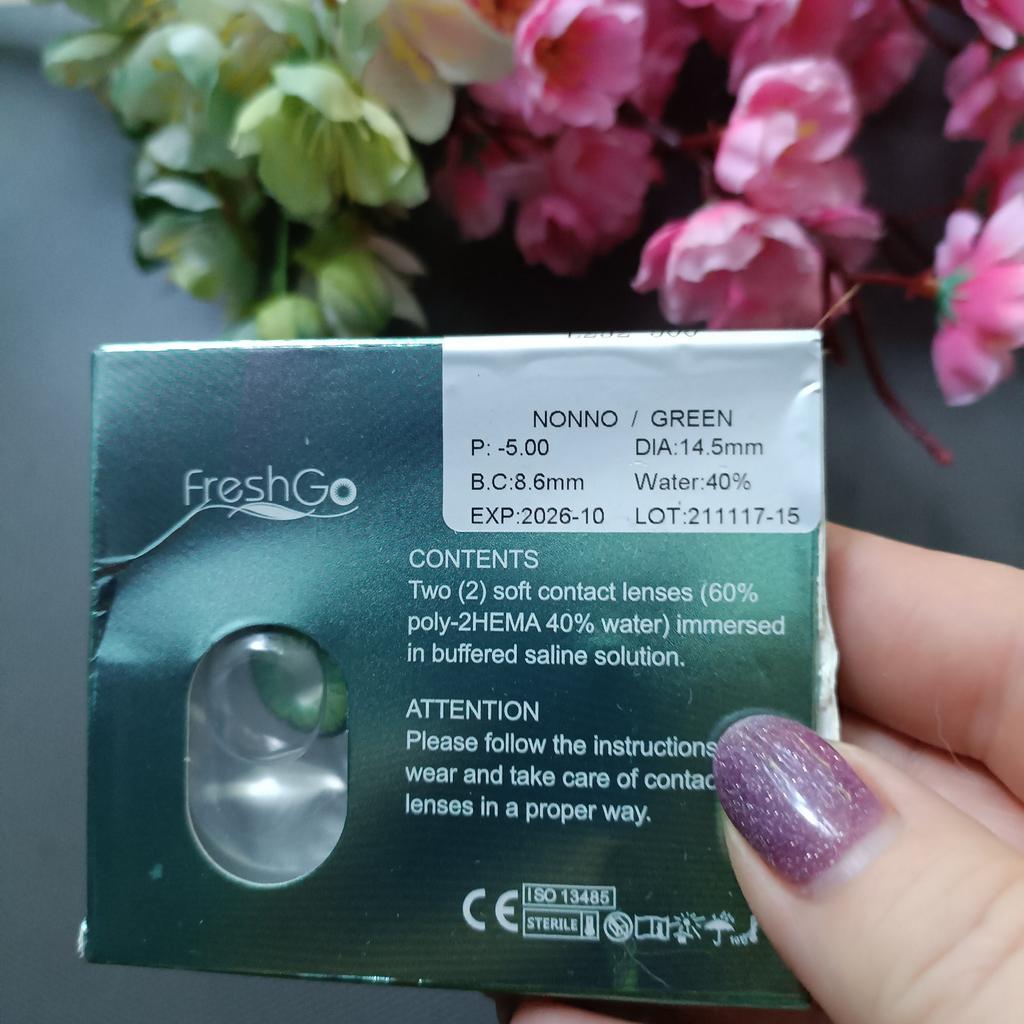 FreshGo
NONNO / GREEN
P: -5.00 DIA:14.5mm
B.C:8.6mm Water:40%
EXP:2026-10 LOT:211117-15
CONTENTS
Two (2) soft contact lenses (60%
poly-2HEMA 40% water) immersed
in buffered saline solution.
ATTENTION
Please follow the instructions
wear and take care of
lenses in a proper way.
CE ISO 13485
STERILE